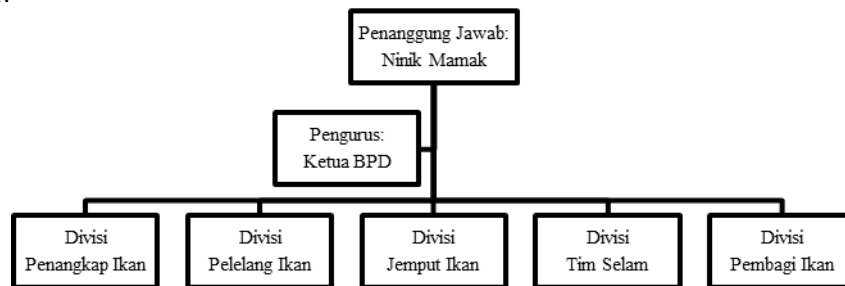 Penanggung Jawab:
Ninik Mamak
Pengurus:
Ketua BPD
Divisi
Penangkap Ikan
Divisi
Pelelang Ikan
Divisi
Jemput Ikan
Divisi
Tim Selam
Divisi
Pembagi Ikan